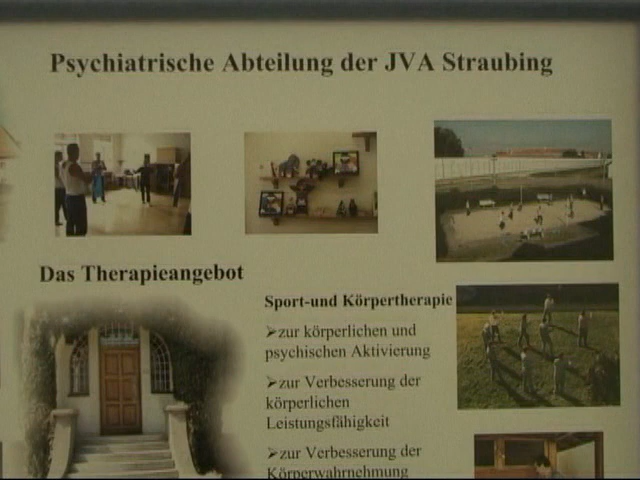 Psychiatrische Abteilung der JVA Straubing
Das Therapieangebot
Sport-und Körpertherapie
➢zur körperlichen und
psychischen Aktivierung
➢zur Verbesserung der
körperlichen
Leistungsfähigkeit
➢zur Verbesserung der
Körperwahrnehmung